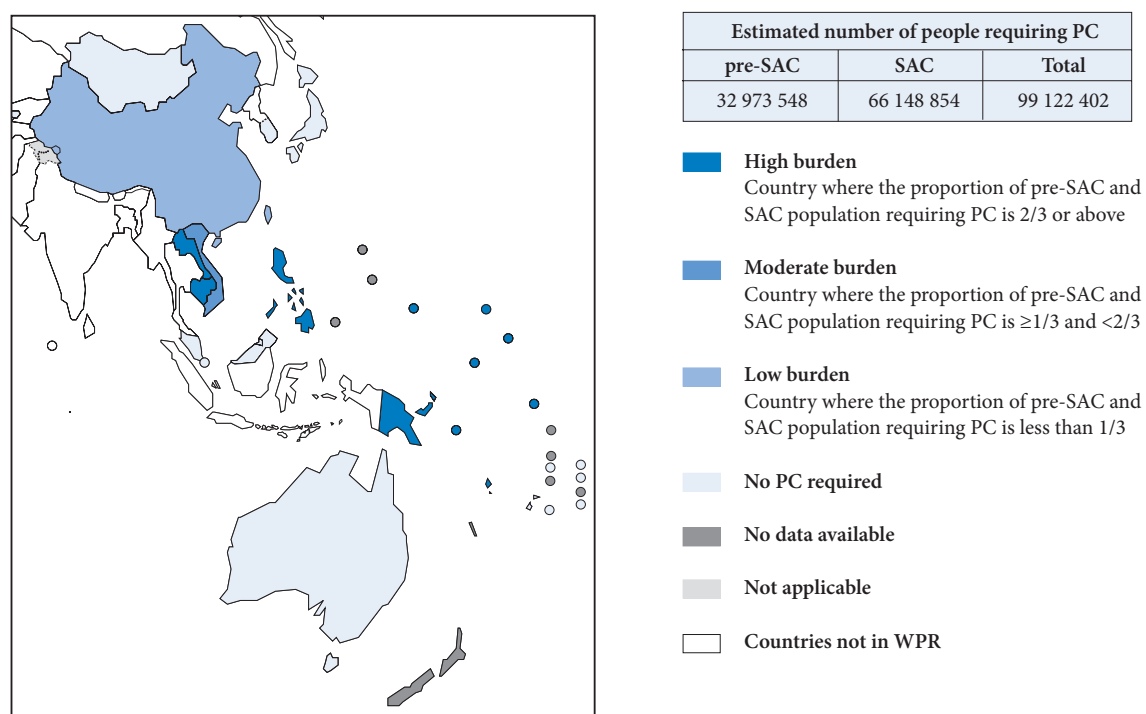 Estimated number of people requiring PC
pre-SAC SAC Total
32 973 548 66 148 854 99 122 402
High burden
Country where the proportion of pre-SAC and
SAC population requiring PC is 2/3 or above
Moderate burden
Country where the proportion of pre-SAC and
SAC population requiring PC is ≥1/3 and <2/3
Low burden
Country where the proportion of pre-SAC and
SAC population requiring PC is less than 1/3
No PC required
No data available
Not applicable
Countries not in WPR